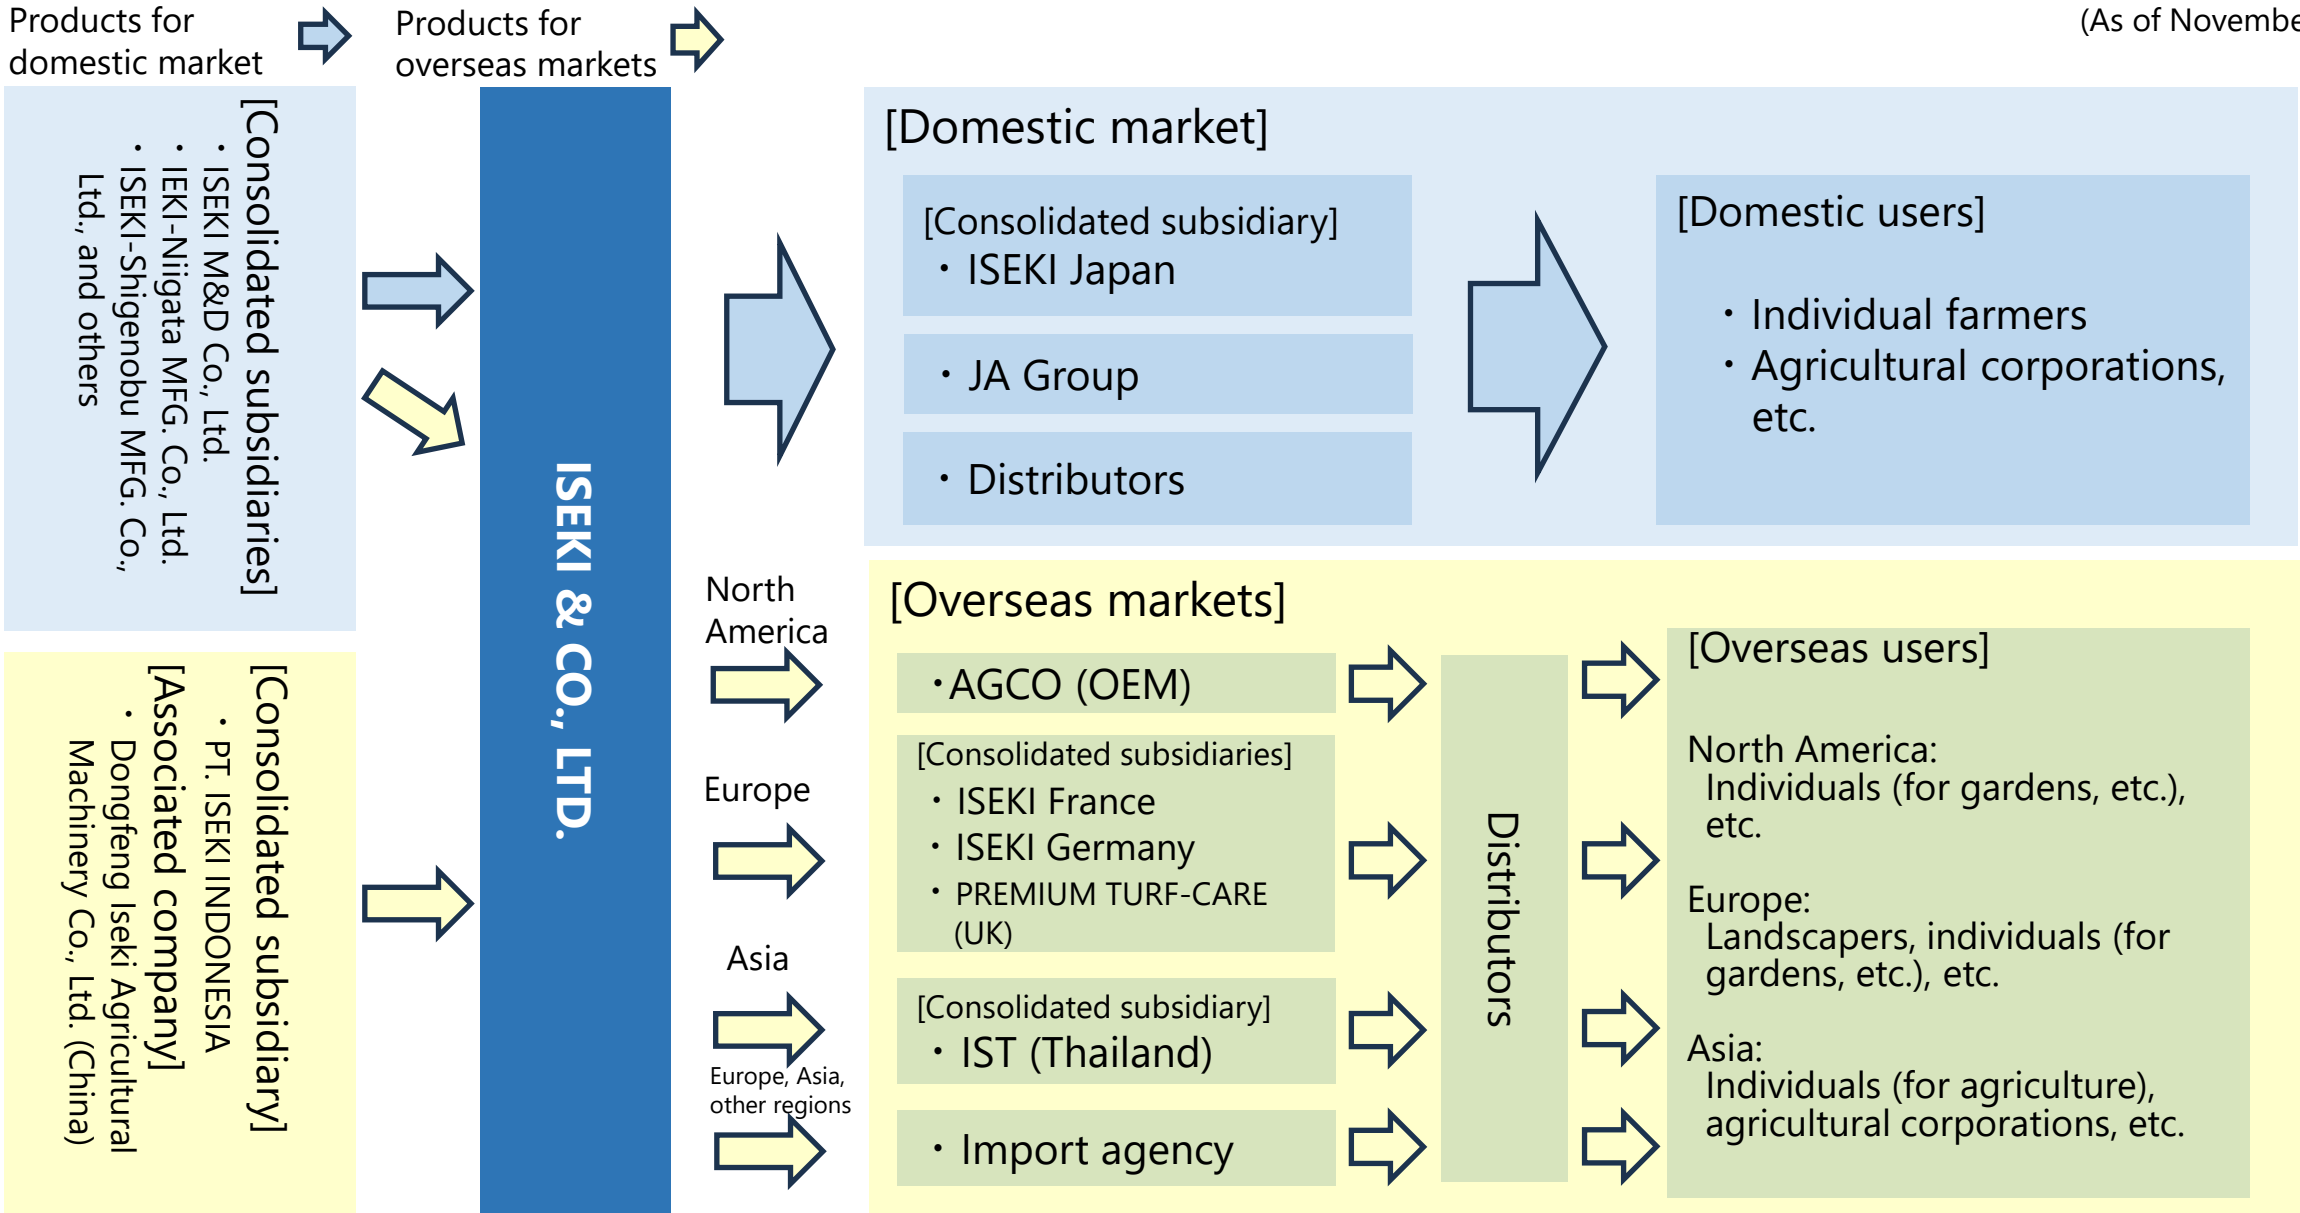 Products for
domestic market
Products for
overseas markets
(As of Novembe
[Consolidated subsidiaries]
・ISEKI M&D Co., Ltd.
・IEKI-Niigata MFG. Co., Ltd.
・ISEKI-Shigenobu MFG. Co.,
Ltd., and others
[Consolidated subsidiary]
・PT. ISEKI INDONESIA
[Associated company]
・Dongfeng Iseki Agricultural
Machinery Co., Ltd. (China)
ISEKI & CO., LTD.
[Domestic market]
[Consolidated subsidiary]
・ISEKI Japan
・JA Group
・Distributors
[Domestic users]
・Individual farmers
・Agricultural corporations,
etc.
North
America
Europe
Asia
Europe, Asia,
other regions
[Overseas markets]
・AGCO (OEM)
[Consolidated subsidiaries]
・ISEKI France
・ISEKI Germany
・PREMIUM TURF-CARE
(UK)
[Consolidated subsidiary]
・IST (Thailand)
・Import agency
Distributors
[Overseas users]
North America:
Individuals (for gardens, etc.),
etc.
Europe:
Landscapers, individuals (for
gardens, etc.), etc.
Asia:
Individuals (for agriculture),
agricultural corporations, etc.